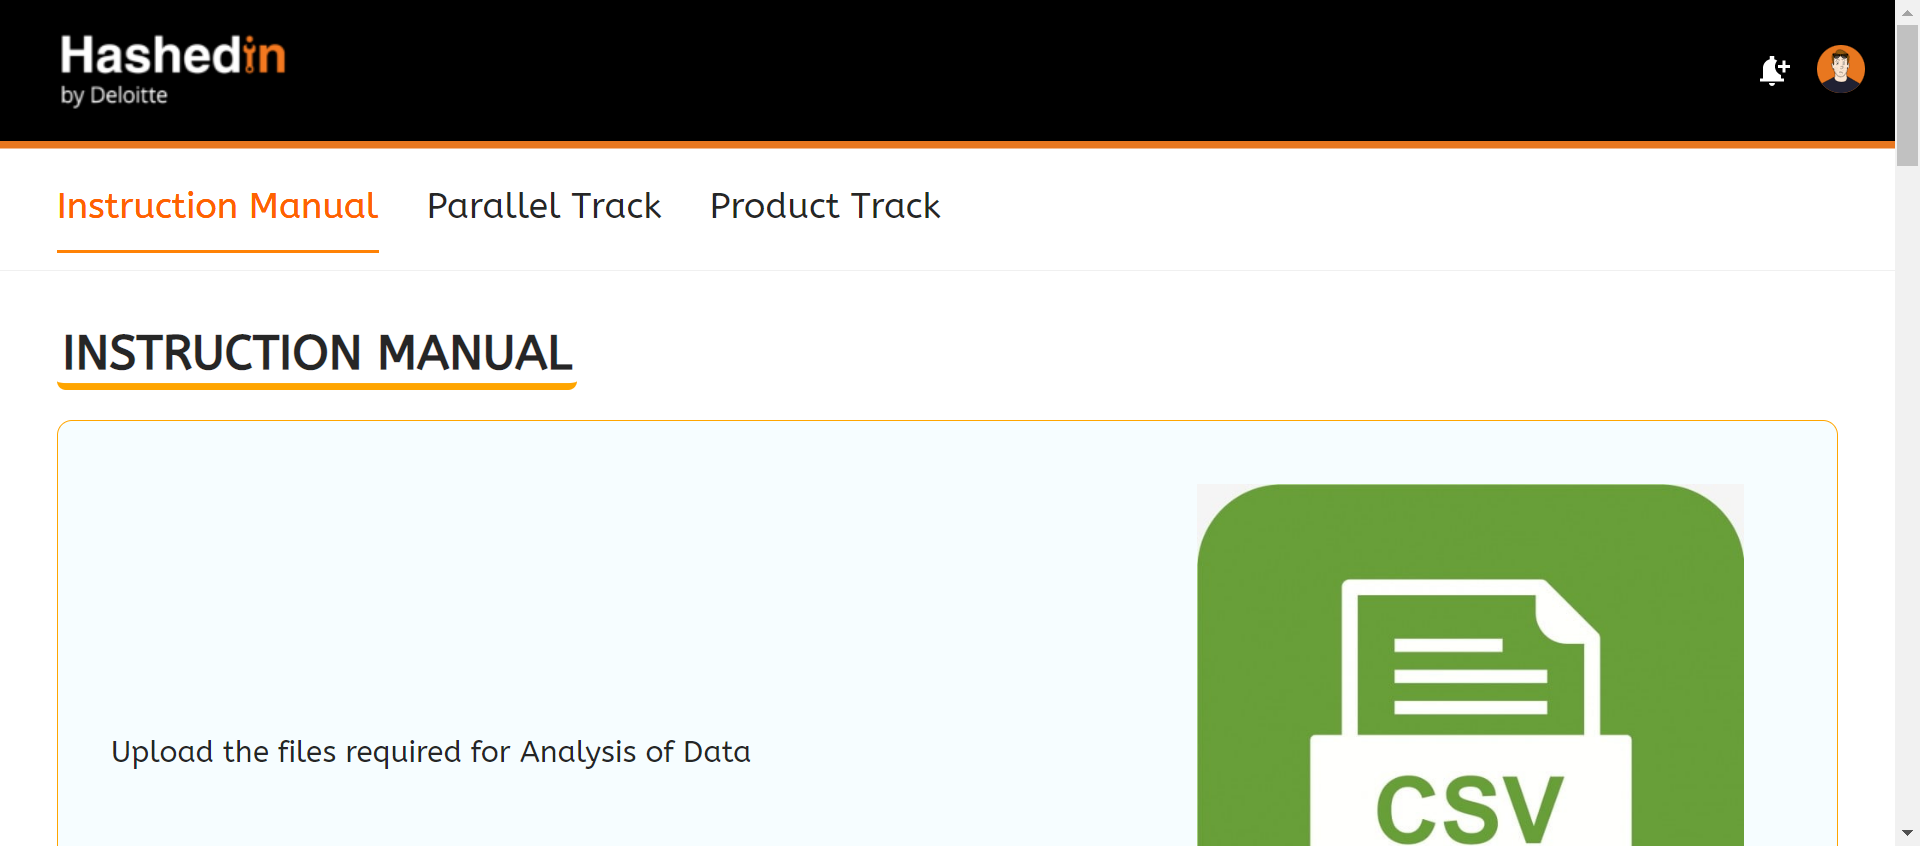 Hashedin
by Deloitte
Instruction Manual Parallel Track Product Track
INSTRUCTION MANUAL
Upload the files required for Analysis of Data
CSV